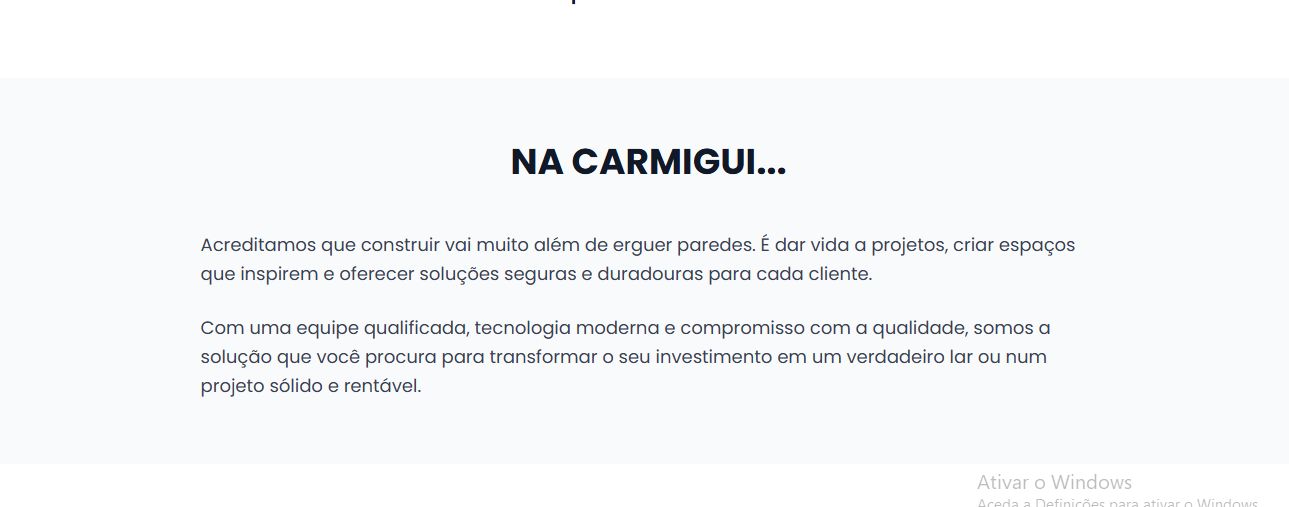 NA CARMIGUI...
Acreditamos que construir vai muito além de erguer paredes. É dar vida a projetos, criar espaços
que inspirem e oferecer soluções seguras e duradouras para cada cliente.
Com uma equipe qualificada, tecnologia moderna e compromisso com a qualidade, somos a
solução que você procura para transformar o seu investimento em um verdadeiro lar ou num
projeto sólido e rentável.
Ativar o Windows
Aceda a Definições para ativar o Windows.